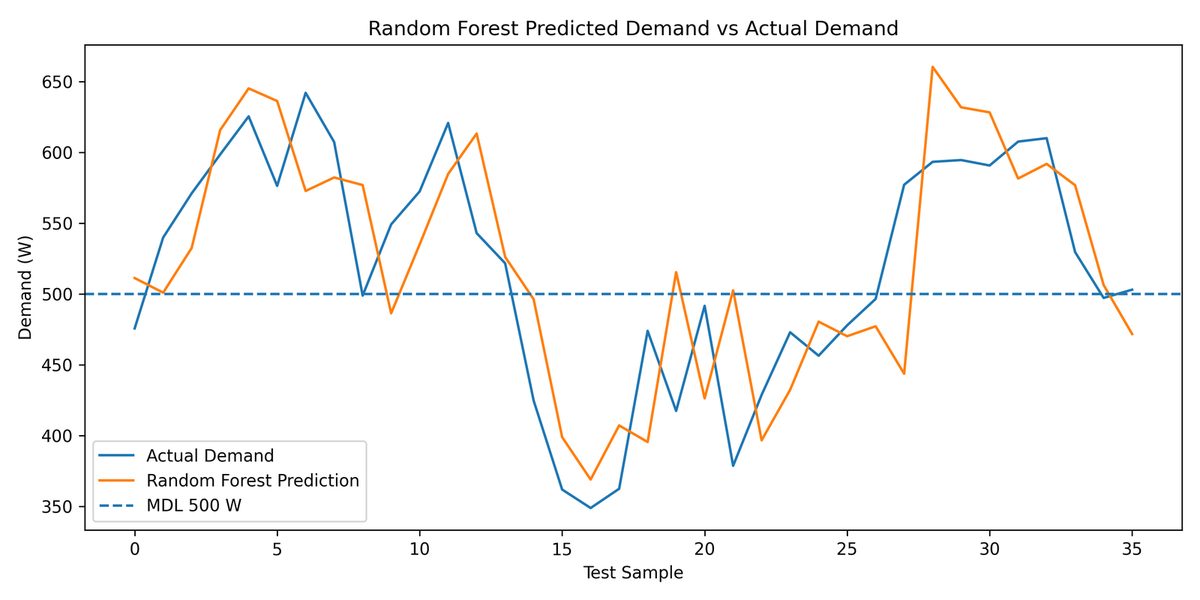 Random Forest Predicted Demand vs Actual Demand
Demand (W)
650
600
550
500
450
400
350
Actual Demand
Random Forest Prediction
MDL 500 W
0 5 10 15 20 25 30 35
Test Sample